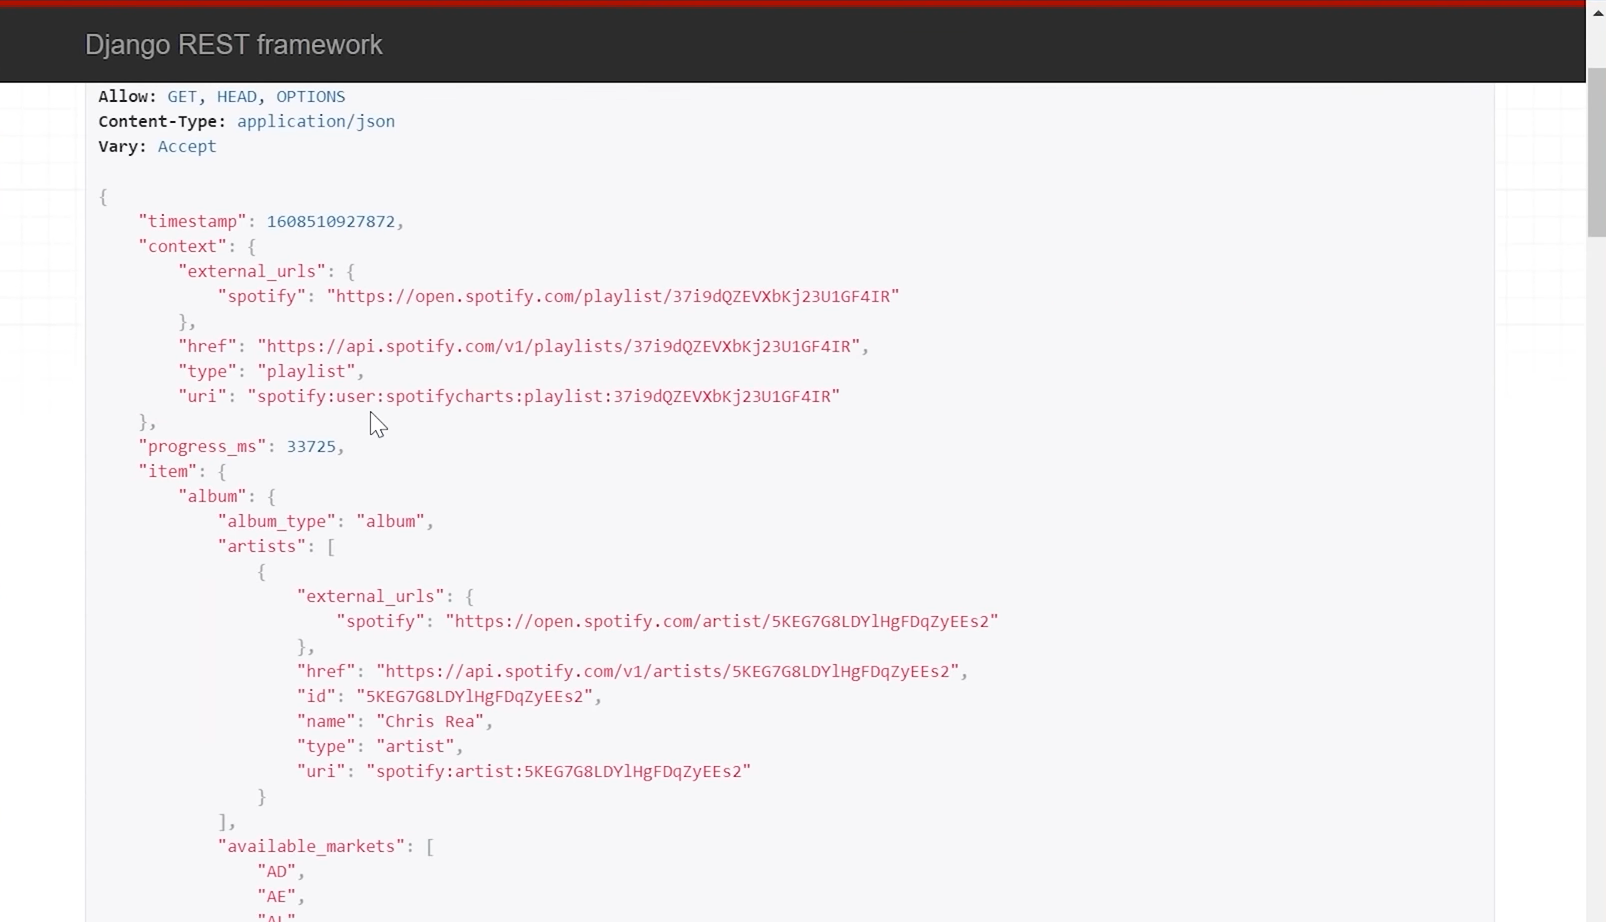 Django REST framework
Allow: GET, HEAD, OPTIONS
Content-Type: application/json
Vary: Accept
{
"timestamp": 1608510927872,
"context": {
"external_urls": {
"spotify": "https://open.spotify.com/playlist/37i9dQZEVXbKj23U1GF4IR"
},
"href": "https://api.spotify.com/v1/playlists/37i9dQZEVXbKj23U1GF4IR",
"type": "playlist",
"uri": "spotify:user:spotifycharts:playlist:37i9dQZEVXbKj23U1GF4IR"
},
"progress_ms": 33725,
"item": {
"album": {
"album_type": "album",
"artists": [
{
"external_urls": {
"spotify": "https://open.spotify.com/artist/5KEG7G8LDYlHgFDqZyEEs2"
},
"href": "https://api.spotify.com/v1/artists/5KEG7G8LDYlHgFDqZyEEs2",
"id": "5KEG7G8LDYlHgFDqZyEEs2",
"name": "Chris Rea",
"type": "artist",
"uri": "spotify:artist:5KEG7G8LDYlHgFDqZyEEs2"
}
],
"available_markets": [
"AD",
"AE",